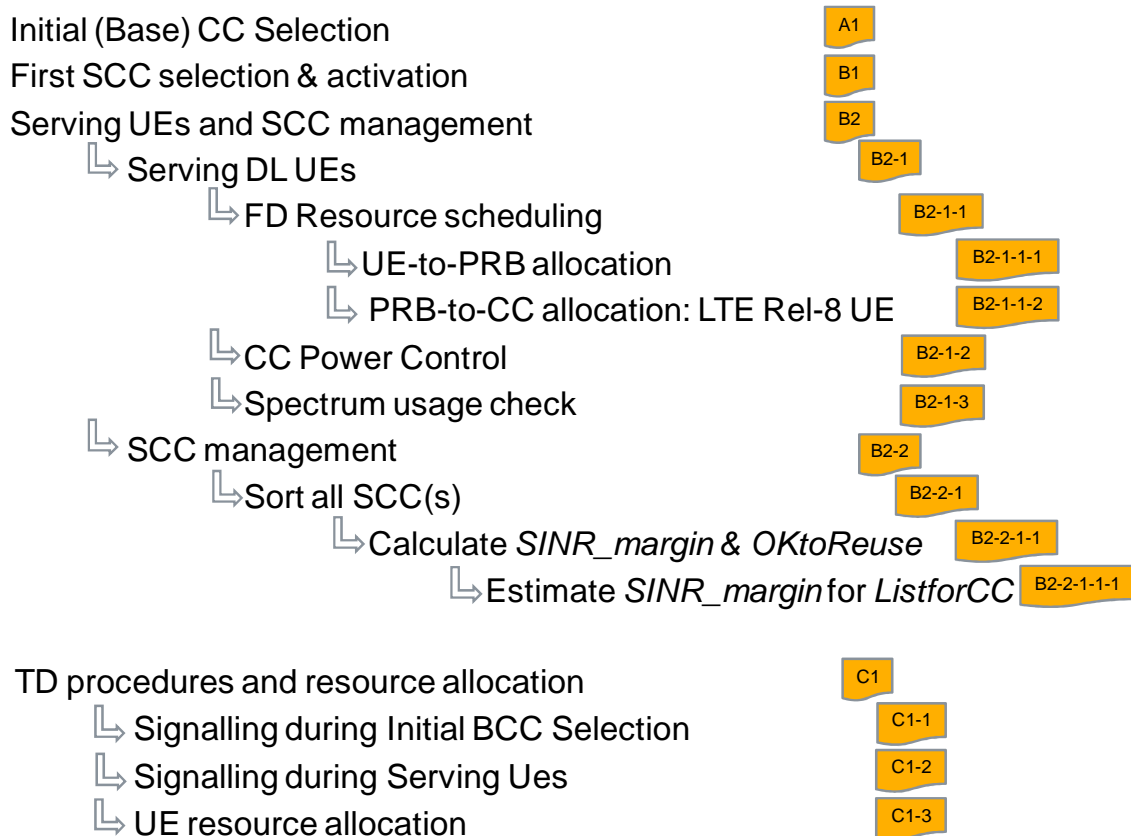 Initial (Base) CC Selection A1
First SCC selection & activation B1
Serving UEs and SCC management B2
Serving DL UEs B2-1
FD Resource scheduling B2-1-1
UE-to-PRB allocation B2-1-1-1
PRB-to-CC allocation: LTE Rel-8 UE B2-1-1-2
CC Power Control B2-1-2
Spectrum usage check B2-1-3
SCC management B2-2
Sort all SCC(s) B2-2-1
Calculate SINR_margin & OKtoReuse B2-2-1-1
Estimate SINR_margin for ListforCC B2-2-1-1-1
TD procedures and resource allocation C1
Signalling during Initial BCC Selection C1-1
Signalling during Serving Ues C1-2
UE resource allocation C1-3